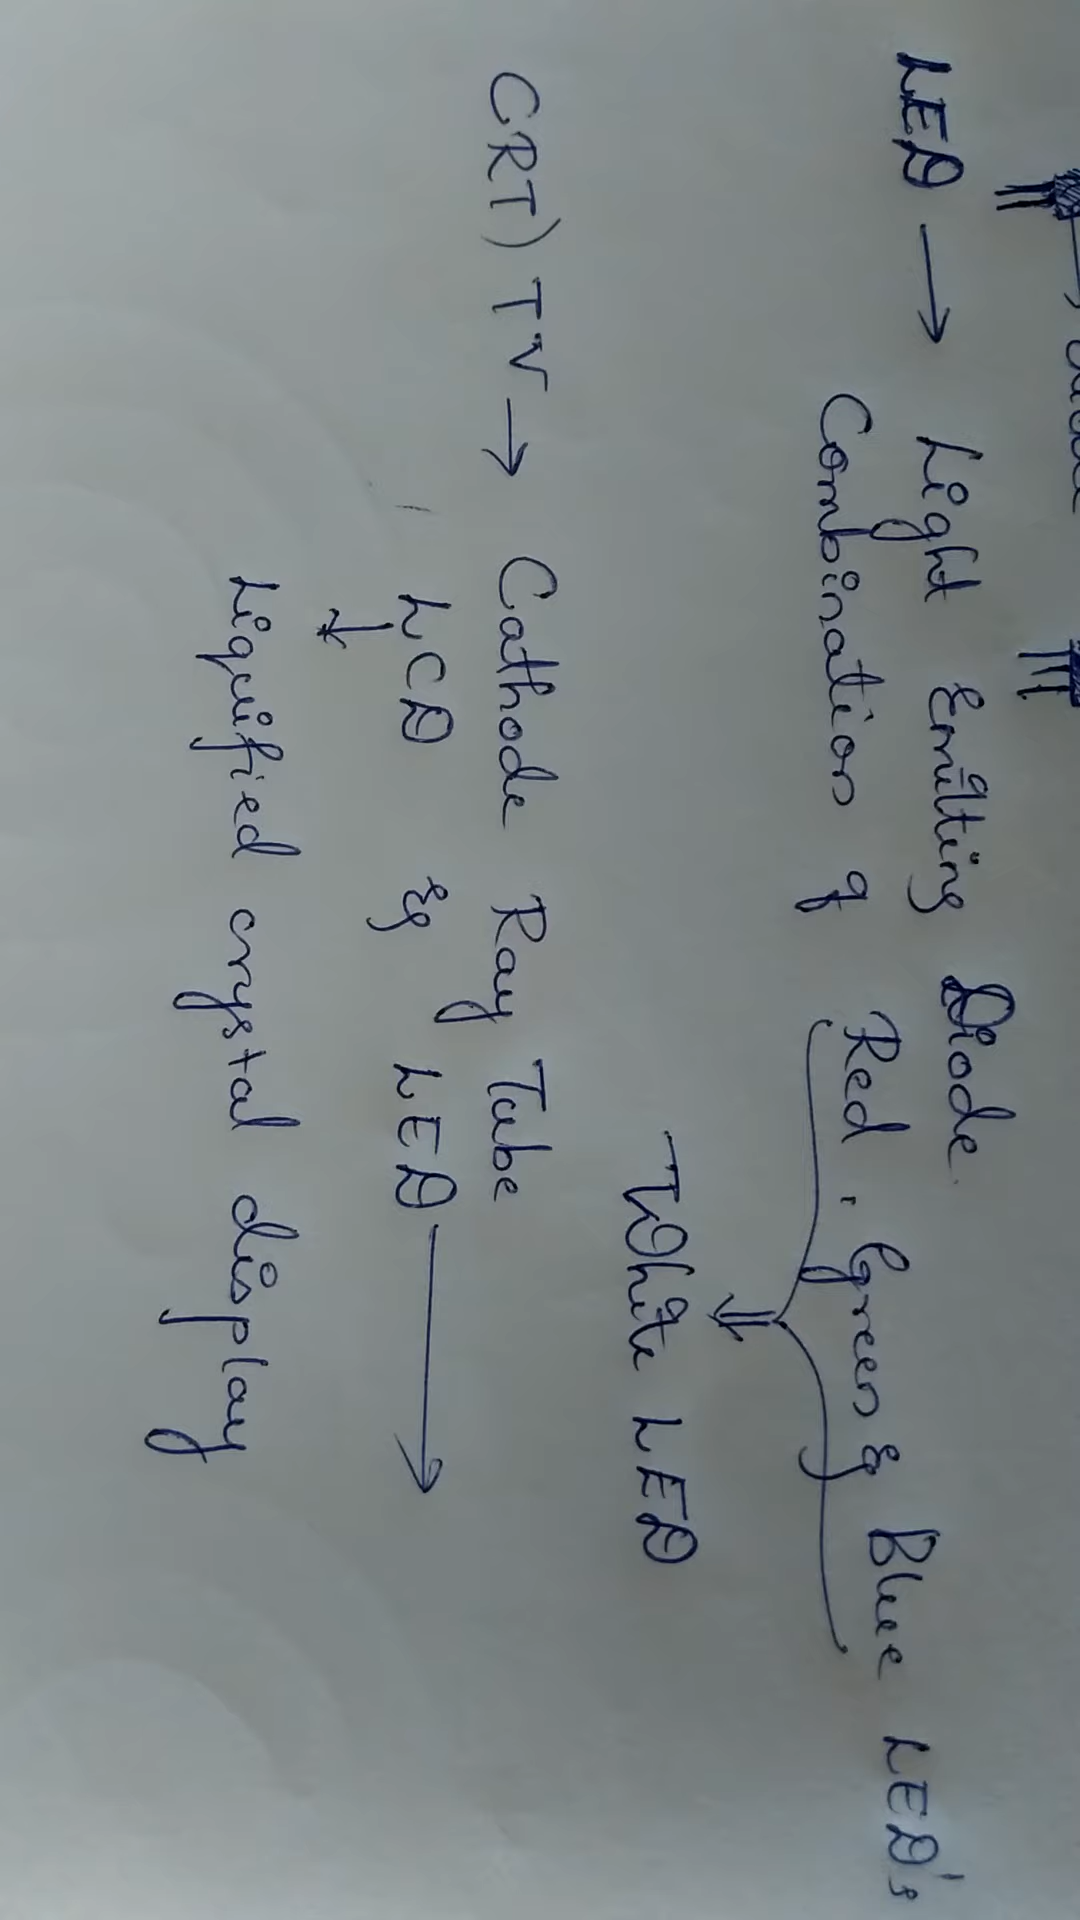 LED → Light Emitting Diode
Combination of Red, Green & Blue LED's
⇓
White LED
CRT) TV → Cathode Ray Tube
LCD & LED →
↓
Liquified crystal display